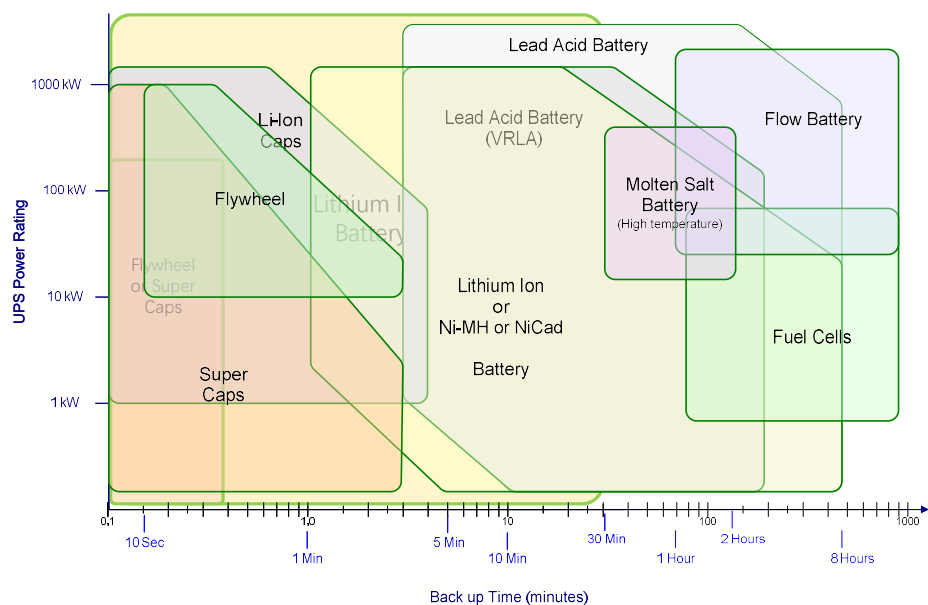 Lead Acid Battery
1000 kW
Li-Ion
Caps
Lead Acid Battery
(VRLA)
Flow Battery
100 kW
Flywheel
Lithium I
Battery
Molten Salt
Battery
(High temperature)
UPS Power Rating
Flywheel
or Super
Caps
10 kW
Lithium Ion
or
Ni-MH or NiCad
Battery
Fuel Cells
Super
Caps
1 kW
0.1
1.0
10
100
1000
10 Sec
1 Min
5 Min
10 Min
30 Min
1 Hour
2 Hours
8 Hours
Back up Time (minutes)